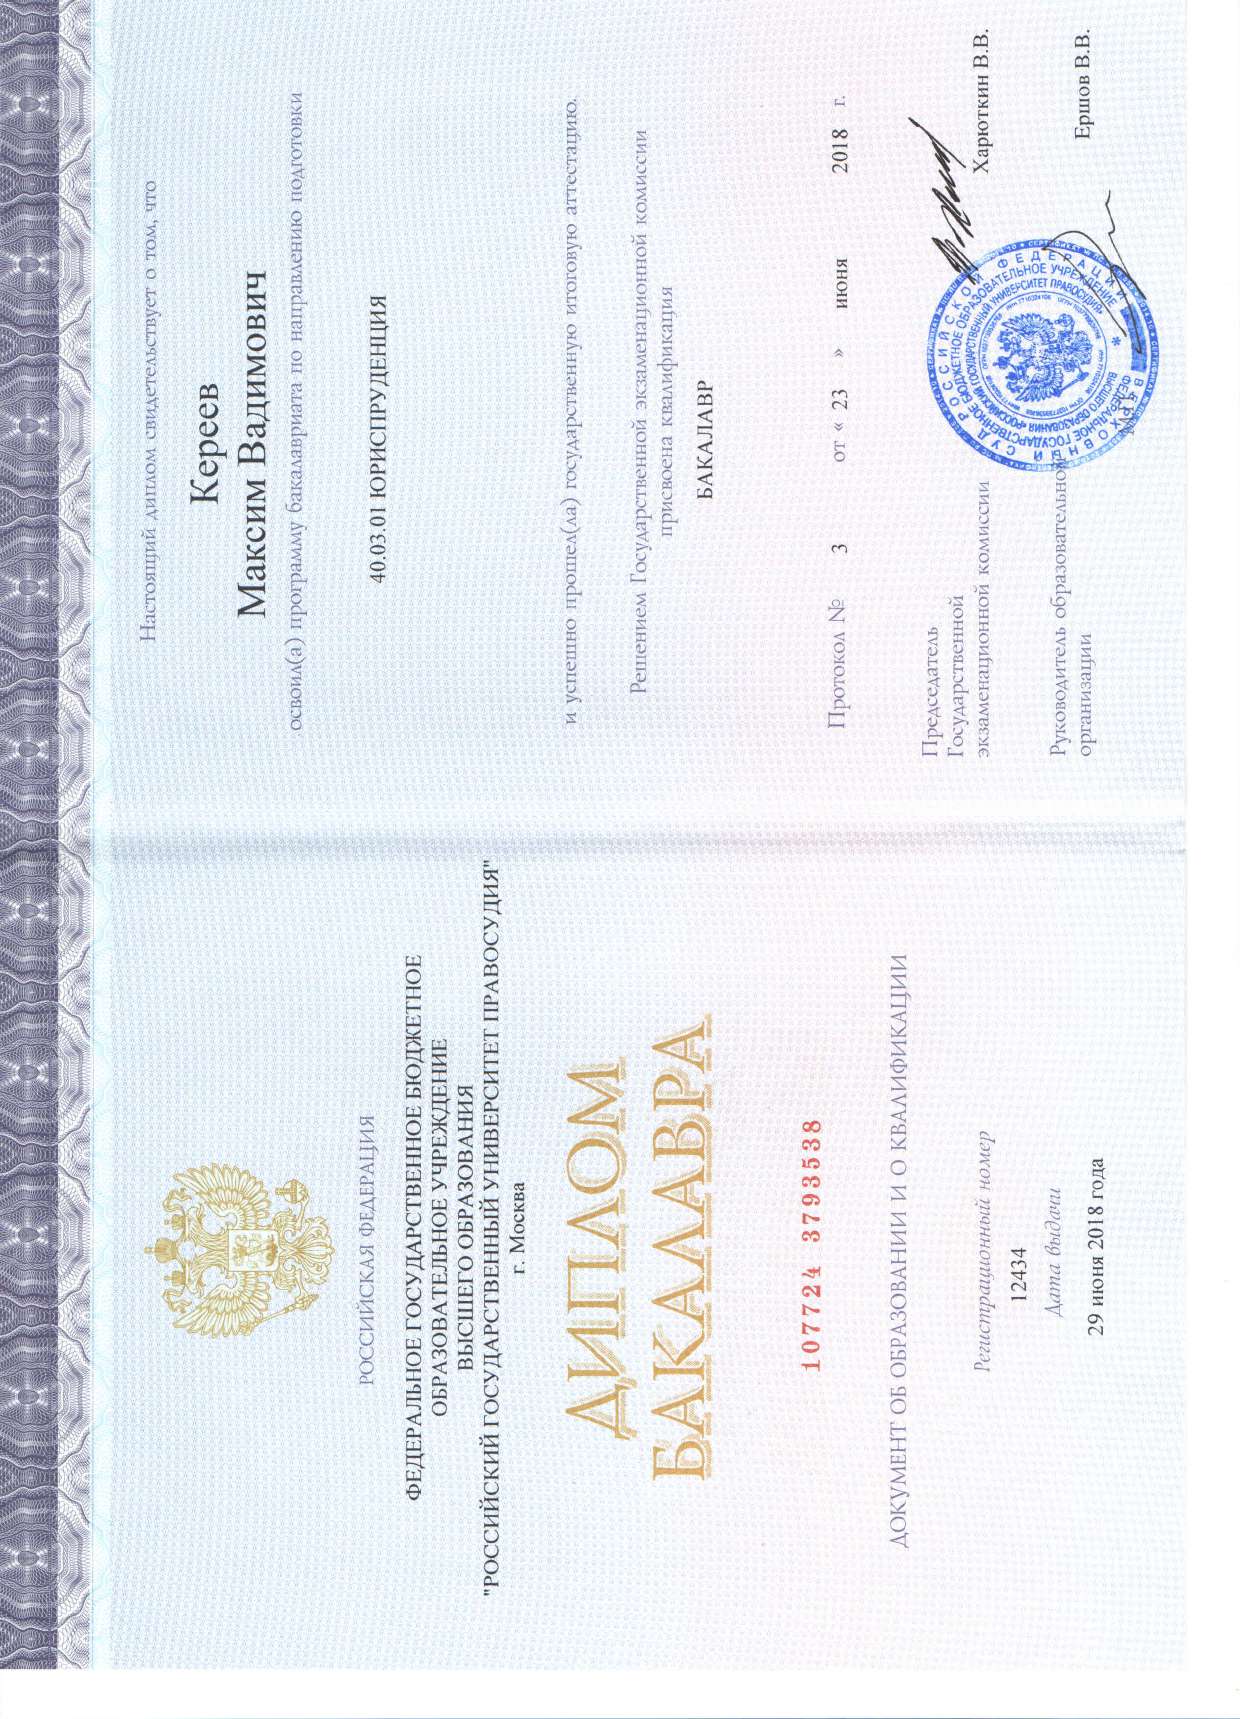 РОССИЙСКАЯ ФЕДЕРАЦИЯ
ФЕДЕРАЛЬНОЕ ГОСУДАРСТВЕННОЕ БЮДЖЕТНОЕ
ОБРАЗОВАТЕЛЬНОЕ УЧРЕЖДЕНИЕ
ВЫСШЕГО ОБРАЗОВАНИЯ
"РОССИЙСКИЙ ГОСУДАРСТВЕННЫЙ УНИВЕРСИТЕТ ПРАВОСУДИЯ"
г. Москва
ДИПЛОМ
БАКАЛАВРА
107724 3793538
ДОКУМЕНТ ОБ ОБРАЗОВАНИИ И О КВАЛИФИКАЦИИ
Регистрационный номер
12434
Дата выдачи
29 июня 2018 года
Настоящий диплом свидетельствует о том, что
Кереев
Максим Вадимович
освоил(а) программу бакалавриата по направлению подготовки
40.03.01 ЮРИСПРУДЕНЦИЯ
и успешно прошел(ла) государственную итоговую аттестацию.
Решением Государственной экзаменационной комиссии
присвоена квалификация
БАКАЛАВР
Протокол № 3 от « 23 » июня 2018 г.
Председатель
Государственной
экзаменационной комиссии
Харюткин В.В.
Руководитель образовательной
организации
Ершов В.В.
М.П.
ВЕРХОВНЫЙ СУД РОССИЙСКОЙ ФЕДЕРАЦИИ
ФЕДЕРАЛЬНОЕ ГОСУДАРСТВЕННОЕ БЮДЖЕТНОЕ ОБРАЗОВАТЕЛЬНОЕ УЧРЕЖДЕНИЕ
ВЫСШЕГО ОБРАЗОВАНИЯ «РОССИЙСКИЙ ГОСУДАРСТВЕННЫЙ УНИВЕРСИТЕТ ПРАВОСУДИЯ»